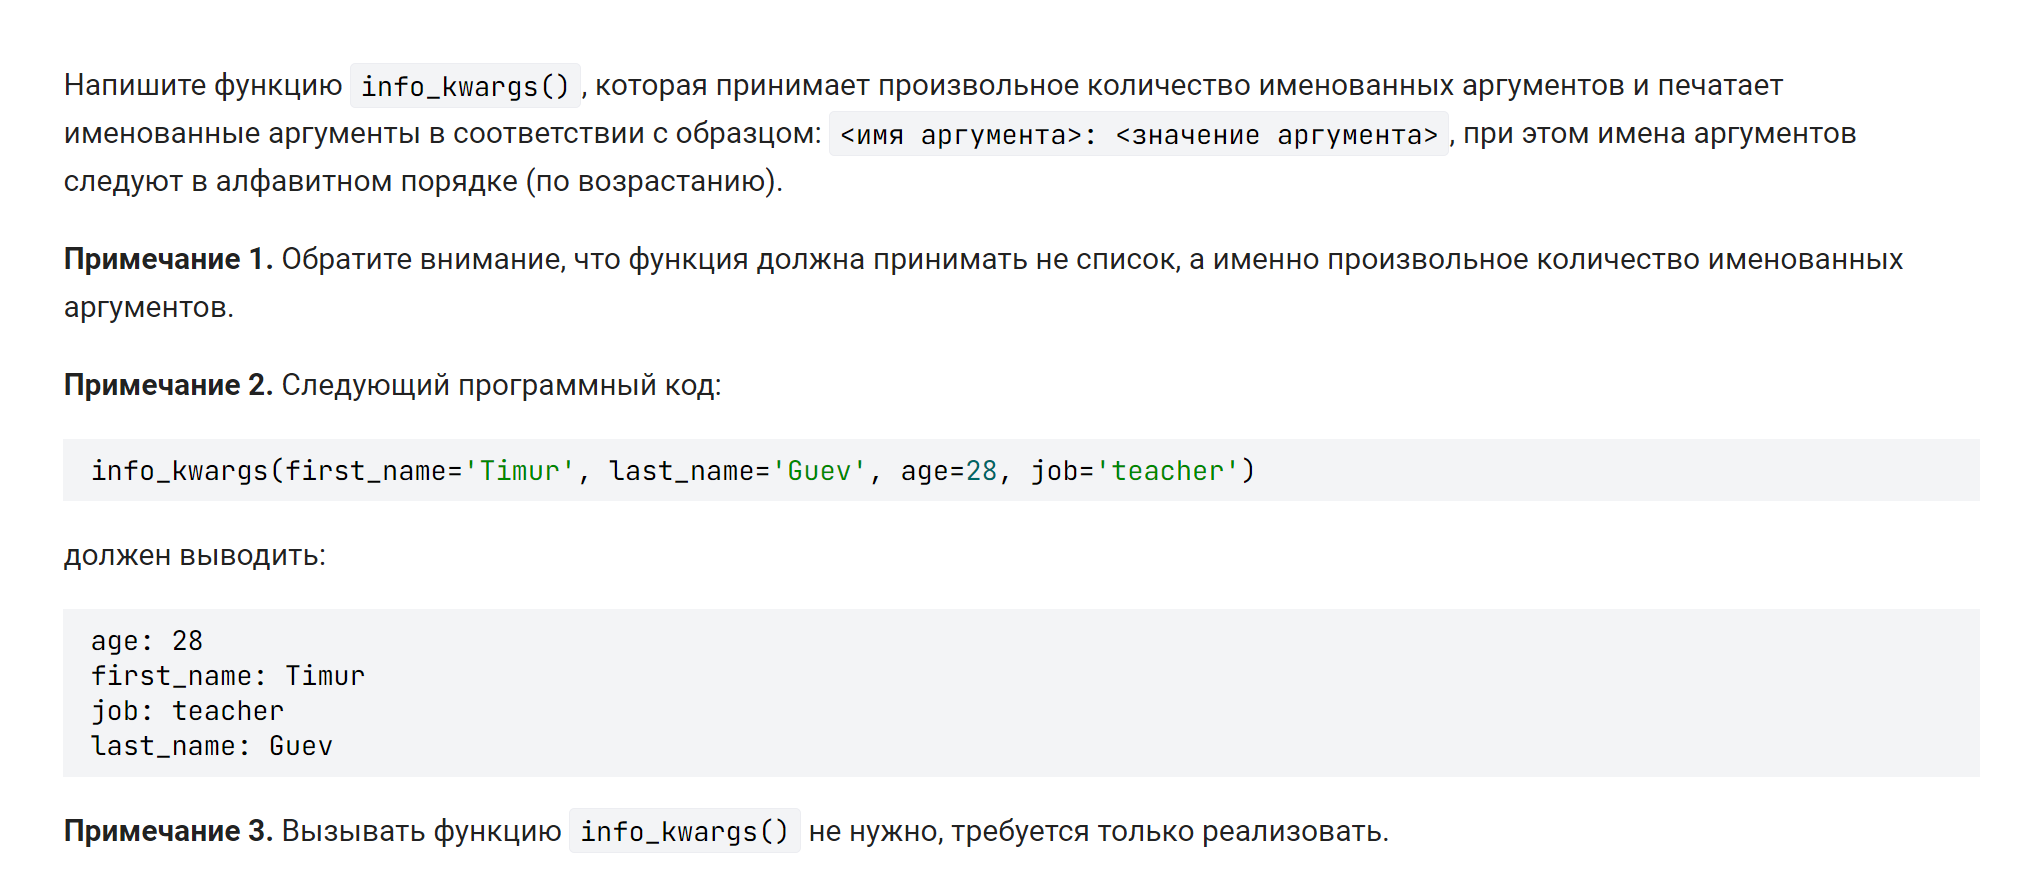 Напишите функцию info_kwargs(), которая принимает произвольное количество именованных аргументов и печатает
именованные аргументы в соответствии с образцом: <имя аргумента>: <значение аргумента>, при этом имена аргументов
следуют в алфавитном порядке (по возрастанию).
Примечание 1. Обратите внимание, что функция должна принимать не список, а именно произвольное количество именованных
аргументов.
Примечание 2. Следующий программный код:
info_kwargs(first_name='Timur', last_name='Guev', age=28, job='teacher')
должен выводить:
age: 28
first_name: Timur
job: teacher
last_name: Guev
Примечание 3. Вызывать функцию info_kwargs() не нужно, требуется только реализовать.